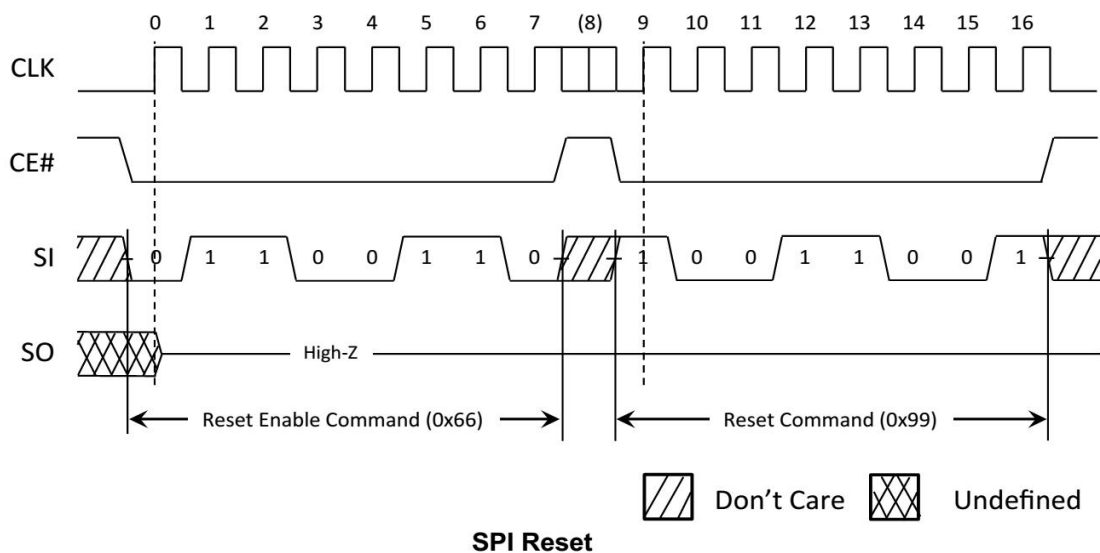 0 1 2 3 4 5 6 7 (8) 9 10 11 12 13 14 15 16
CLK
CE#
SI 0 1 1 0 0 1 1 0 1 0 0 1 1 0 0 1
SO High-Z
Reset Enable Command (0x66) Reset Command (0x99)
Don't Care Undefined
SPI Reset